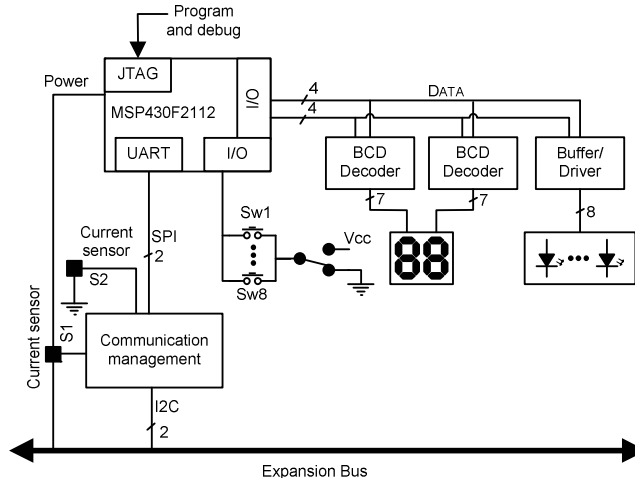 Program
and debug
Power
JTAG
MSP430F2112
I/O
UART
I/O
4
4
DATA
BCD
Decoder
BCD
Decoder
Buffer/
Driver
7
7
8
88
Sw1
Sw8
Vcc
Current
sensor
S2
SPI
2
Current sensor
S1
Communication
management
I2C
2
Expansion Bus